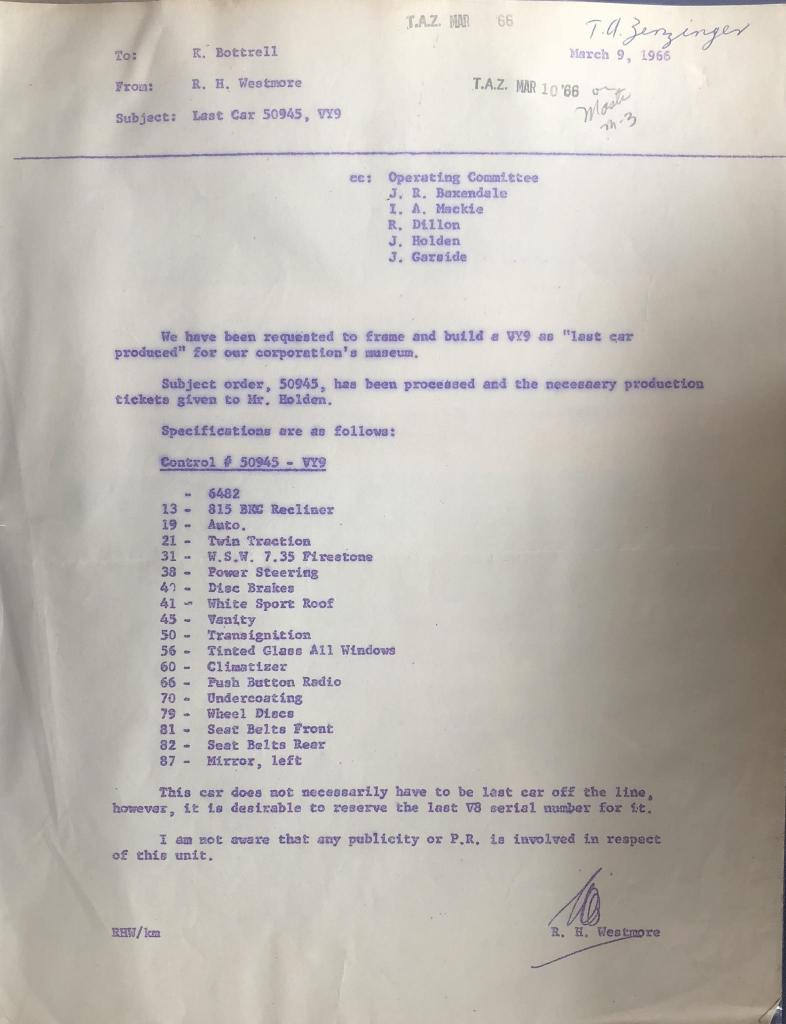 T.A.Z. MAR 66
T.A. Zenzinger
To: K. Bottrell
March 9, 1966
From: R. H. Westmore
T.A.Z. MAR 10 '66
on
M-3
Subject: Last Car 50945, VY9
cc: Operating Committee
J. R. Baxendale
I. A. Mackie
R. Dillon
J. Holden
J. Garside
We have been requested to frame and build a VY9 as "last car
produced" for our corporation's museum.
Subject order, 50945, has been processed and the necessary production
tickets given to Mr. Holden.
Specifications are as follows:
Control # 50945 - VY9
- 6482
13 - 815 BKC Recliner
19 - Auto.
21 - Twin Traction
31 - W.S.W. 7.35 Firestone
38 - Power Steering
40 - Disc Brakes
41 - White Sport Roof
45 - Vanity
50 - Transignition
56 - Tinted Glass All Windows
60 - Climatizer
66 - Push Button Radio
70 - Undercoating
79 - Wheel Discs
81 - Seat Belts Front
82 - Seat Belts Rear
87 - Mirror, left
This car does not necessarily have to be last car off the line,
however, it is desirable to reserve the last V8 serial number for it.
I am not aware that any publicity or P.R. is involved in respect
of this unit.
RHW/km
R. H. Westmore